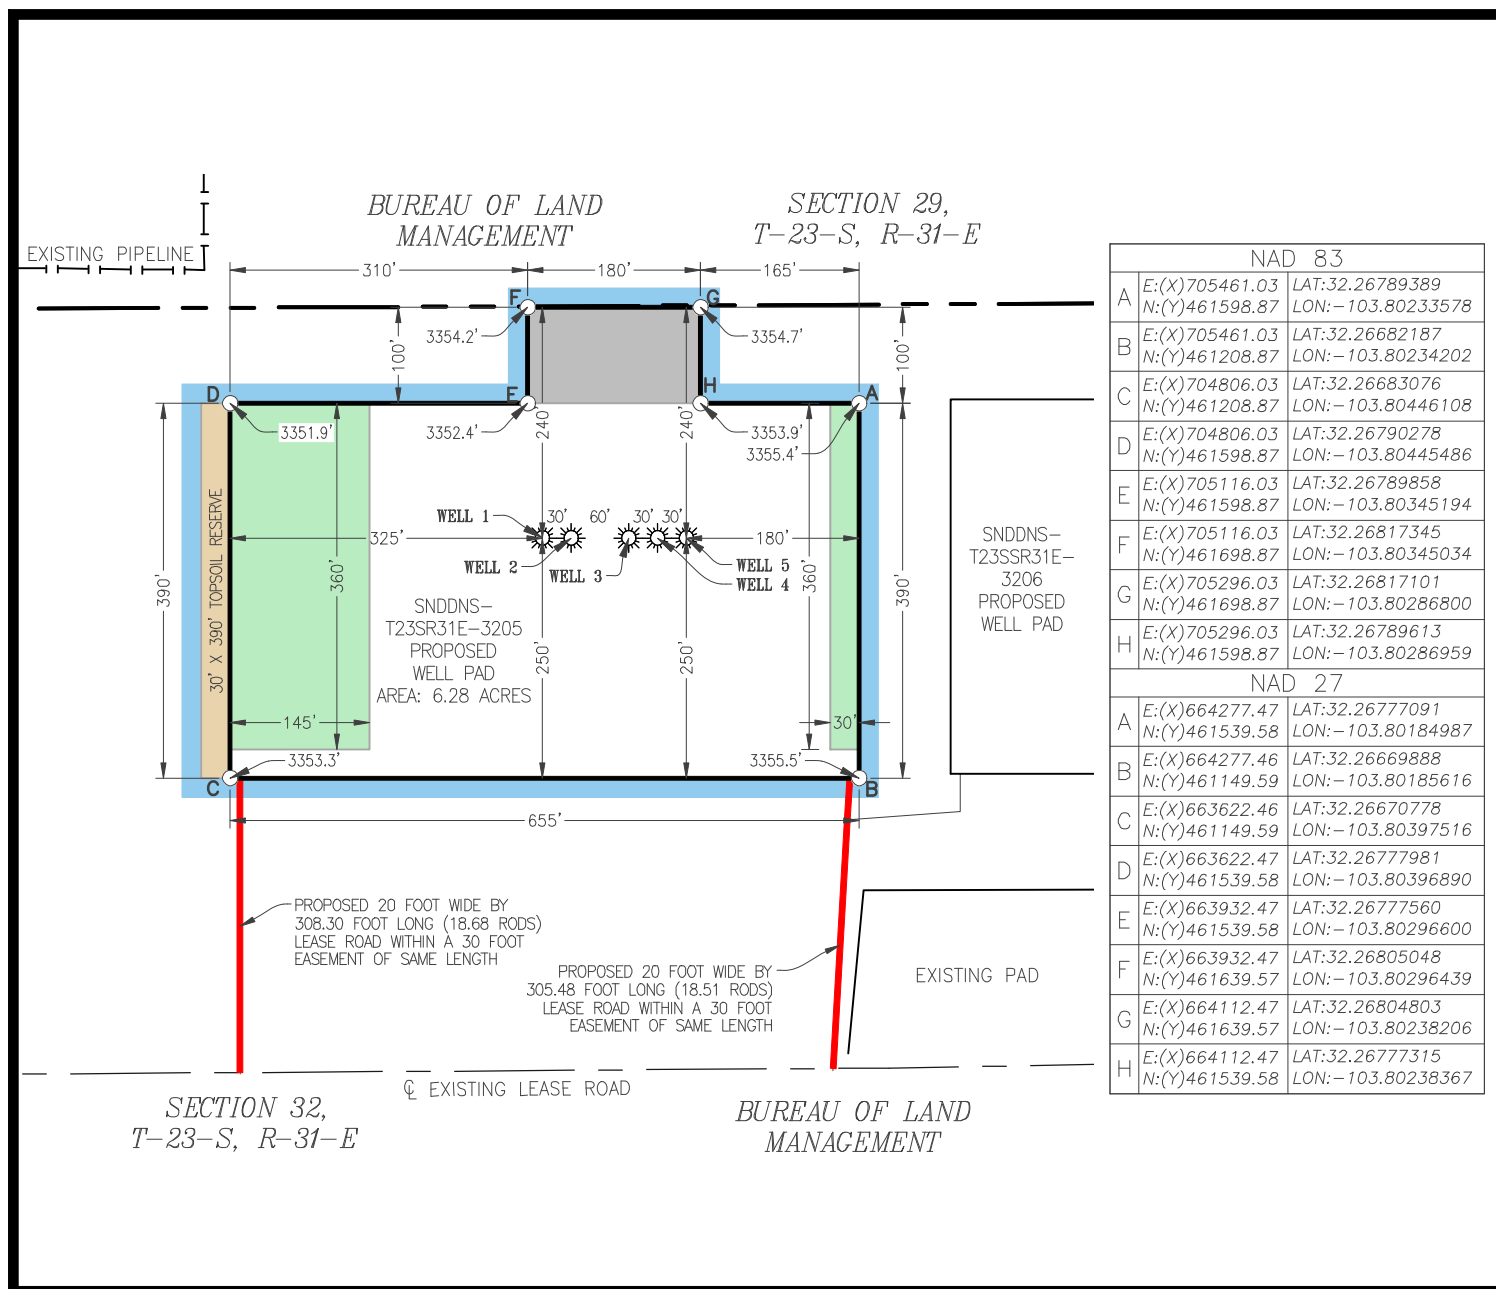 BUREAU OF LAND
MANAGEMENT
SECTION 29,
T-23-S, R-31-E
EXISTING PIPELINE
310'
180'
165'
F
G
3354.2'
3354.7'
100'
100'
D
E
H
A
3351.9'
3352.4'
240'
240'
3353.9'
3355.4'
WELL 1
30'
60'
30'
30'
325'
180'
WELL 2
WELL 3
WELL 5
WELL 4
390'
30' X 390' TOPSOIL RESERVE
360'
360'
390'
SNDDNS-
T23SR31E-3205
PROPOSED
WELL PAD
AREA: 6.28 ACRES
250'
250'
SNDDNS-
T23SSR31E-
3206
PROPOSED
WELL PAD
145'
30'
3353.3'
3355.5'
C
B
655'
PROPOSED 20 FOOT WIDE BY
308.30 FOOT LONG (18.68 RODS)
LEASE ROAD WITHIN A 30 FOOT
EASEMENT OF SAME LENGTH
PROPOSED 20 FOOT WIDE BY
305.48 FOOT LONG (18.51 RODS)
LEASE ROAD WITHIN A 30 FOOT
EASEMENT OF SAME LENGTH
EXISTING PAD
℄ EXISTING LEASE ROAD
SECTION 32,
T-23-S, R-31-E
BUREAU OF LAND
MANAGEMENT
NAD 83
A E:(X)705461.03 LAT:32.26789389
N:(Y)461598.87 LON:-103.80233578
B E:(X)705461.03 LAT:32.26682187
N:(Y)461208.87 LON:-103.80234202
C E:(X)704806.03 LAT:32.26683076
N:(Y)461208.87 LON:-103.80446108
D E:(X)704806.03 LAT:32.26790278
N:(Y)461598.87 LON:-103.80445486
E E:(X)705116.03 LAT:32.26789858
N:(Y)461598.87 LON:-103.80345194
F E:(X)705116.03 LAT:32.26817345
N:(Y)461698.87 LON:-103.80345034
G E:(X)705296.03 LAT:32.26817101
N:(Y)461698.87 LON:-103.80286800
H E:(X)705296.03 LAT:32.26789613
N:(Y)461598.87 LON:-103.80286959
NAD 27
A E:(X)664277.47 LAT:32.26777091
N:(Y)461539.58 LON:-103.80184987
B E:(X)664277.46 LAT:32.26669888
N:(Y)461149.59 LON:-103.80185616
C E:(X)663622.46 LAT:32.26670778
N:(Y)461149.59 LON:-103.80397516
D E:(X)663622.47 LAT:32.26777981
N:(Y)461539.58 LON:-103.80396890
E E:(X)663932.47 LAT:32.26777560
N:(Y)461539.58 LON:-103.80296600
F E:(X)663932.47 LAT:32.26805048
N:(Y)461639.57 LON:-103.80296439
G E:(X)664112.47 LAT:32.26804803
N:(Y)461639.57 LON:-103.80238206
H E:(X)664112.47 LAT:32.26777315
N:(Y)461539.58 LON:-103.80238367